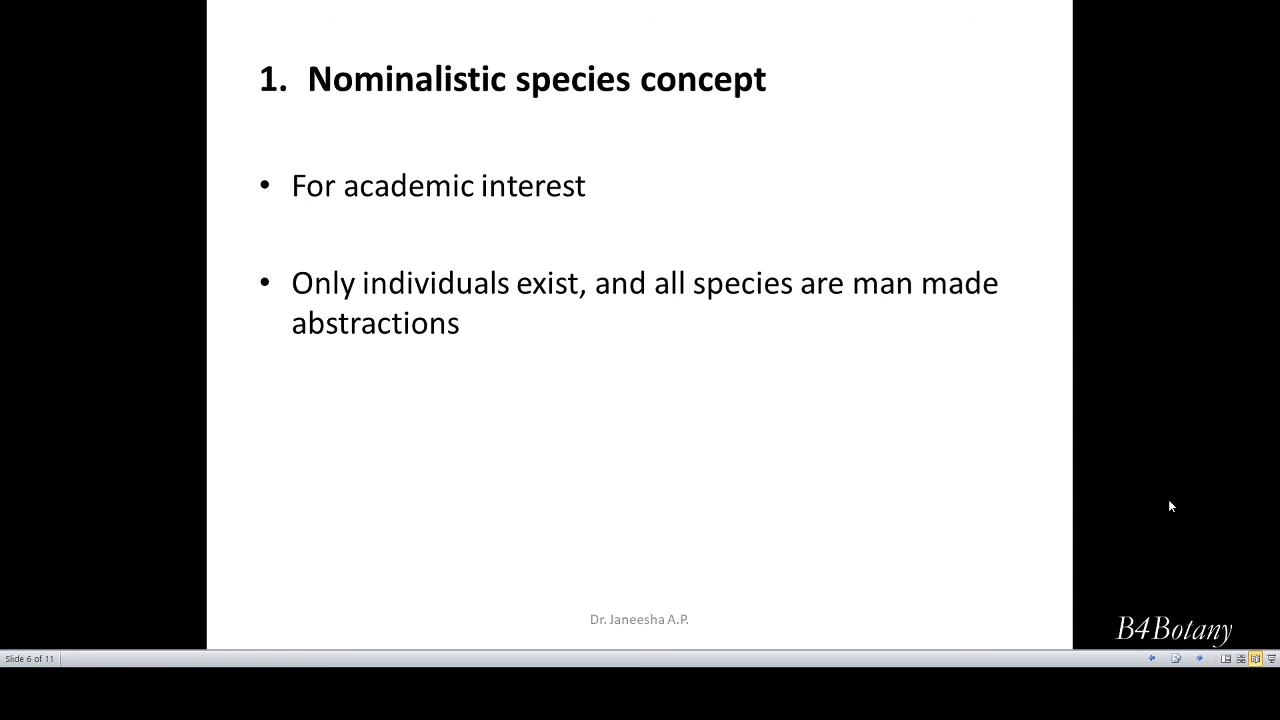 1. Nominalistic species concept
• For academic interest
• Only individuals exist, and all species are man made
abstractions
Dr. Janeesha A.P.
B4Botany
Slide 6 of 11